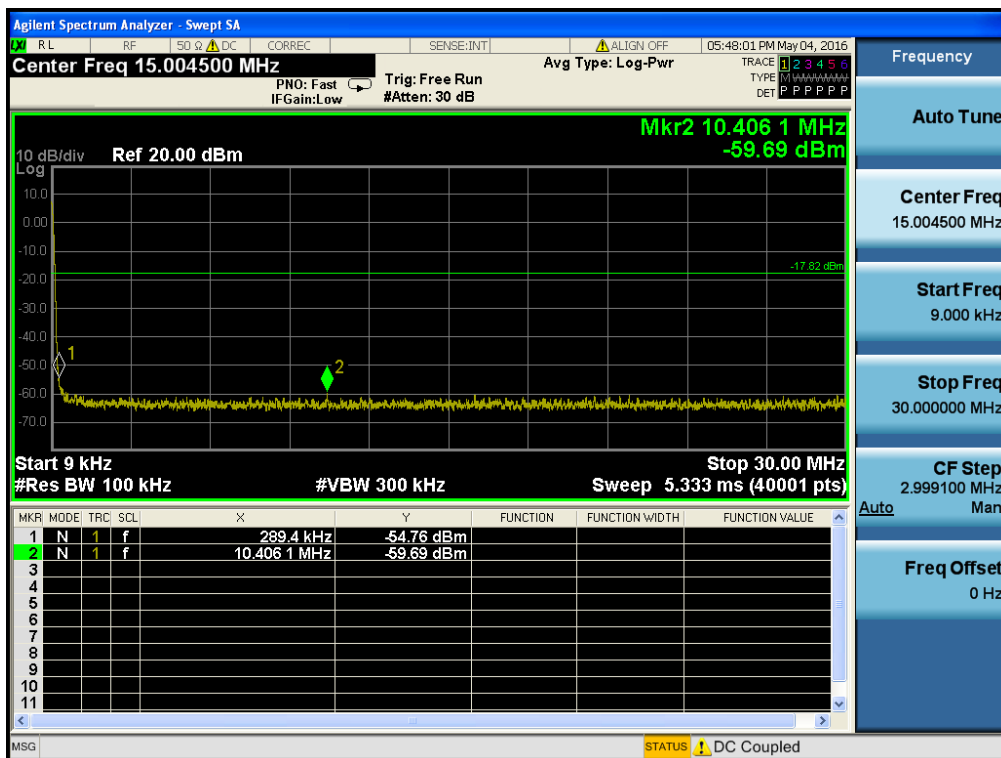 Agilent Spectrum Analyzer - Swept SA
LXI RL RF 50 Ω DC CORREC SENSE:INT ALIGN OFF 05:48:01 PM May 04, 2016
Center Freq 15.004500 MHz
PNO: Fast
IFGain:Low
Trig: Free Run
#Atten: 30 dB
Avg Type: Log-Pwr
TRACE 1 2 3 4 5 6
TYPE M
DET P P P P P P
Mkr2 10.406 1 MHz
-59.69 dBm
10 dB/div Ref 20.00 dBm
Log
10.0
0.00
-10.0
-17.82 dBm
-20.0
-30.0
-40.0
-50.0
1
2
-60.0
-70.0
Start 9 kHz Stop 30.00 MHz
#Res BW 100 kHz #VBW 300 kHz Sweep 5.333 ms (40001 pts)
MKR MODE TRC SCL X Y FUNCTION FUNCTION WIDTH FUNCTION VALUE
1 N 1 f 289.4 kHz -54.76 dBm
2 N 1 f 10.406 1 MHz -59.69 dBm
3
4
5
6
7
8
9
10
11
MSG STATUS DC Coupled
Frequency
Auto Tune
Center Freq
15.004500 MHz
Start Freq
9.000 kHz
Stop Freq
30.000000 MHz
CF Step
2.999100 MHz
Auto Man
Freq Offset
0 Hz